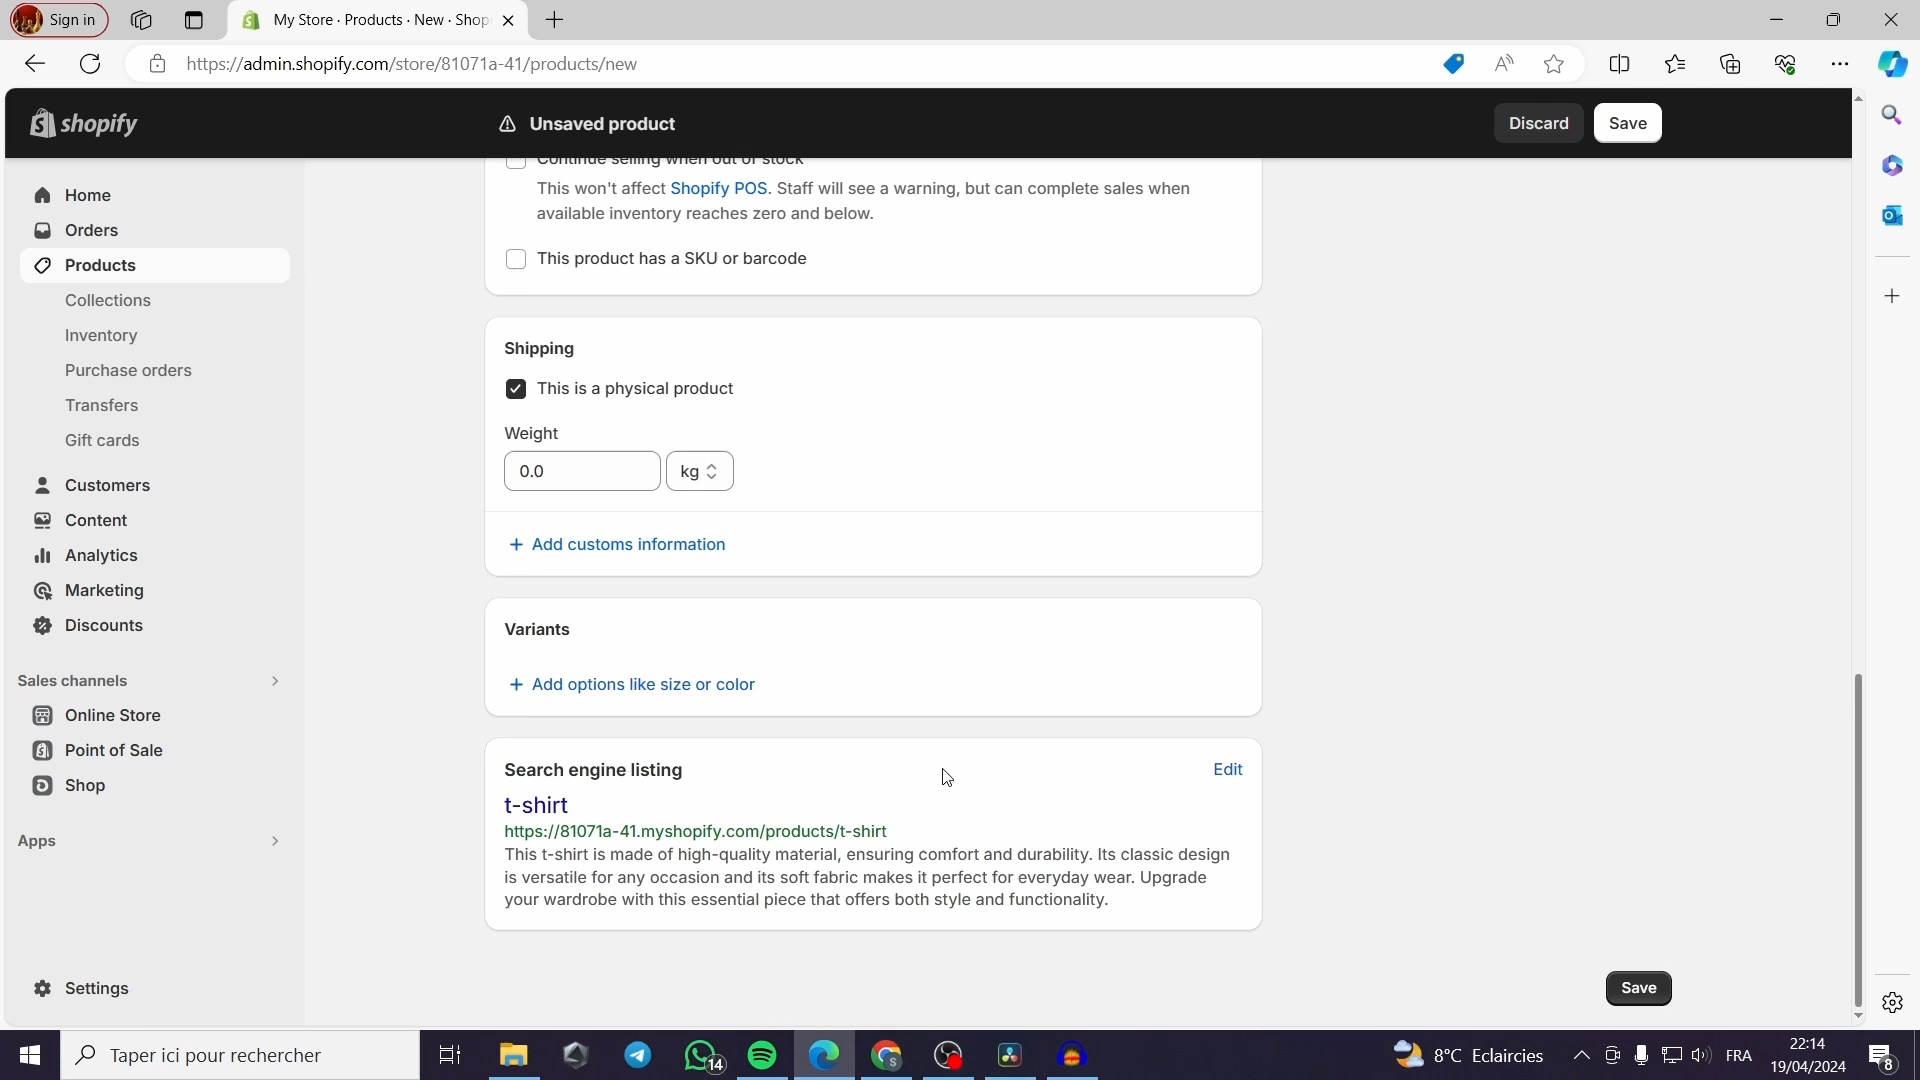 Sign in
My Store · Products · New · Shop
https://admin.shopify.com/store/81071a-41/products/new
shopify
Unsaved product
Discard
Save
Home
Orders
Products
Collections
Inventory
Purchase orders
Transfers
Gift cards
Customers
Content
Analytics
Marketing
Discounts
Sales channels
Online Store
Point of Sale
Shop
Apps
Settings
Continue selling when out of stock
This won't affect Shopify POS. Staff will see a warning, but can complete sales when
available inventory reaches zero and below.
This product has a SKU or barcode
Shipping
This is a physical product
Weight
0.0
kg
+ Add customs information
Variants
+ Add options like size or color
Search engine listing
Edit
t-shirt
https://81071a-41.myshopify.com/products/t-shirt
This t-shirt is made of high-quality material, ensuring comfort and durability. Its classic design
is versatile for any occasion and its soft fabric makes it perfect for everyday wear. Upgrade
your wardrobe with this essential piece that offers both style and functionality.
Save
Taper ici pour rechercher
14
8°C Eclaircies
FRA
22:14
19/04/2024
8